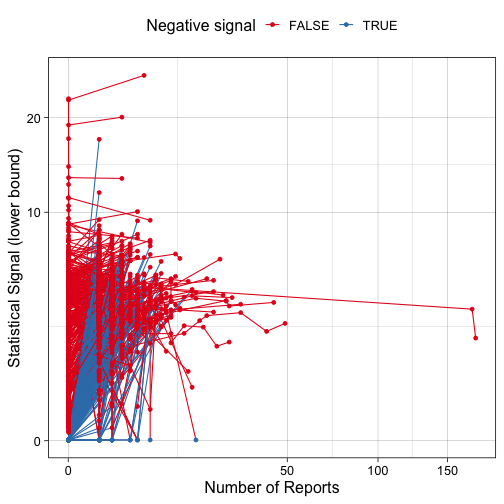 Negative signal FALSE TRUE
Statistical Signal (lower bound)
20
10
0
0 50 100 150
Number of Reports